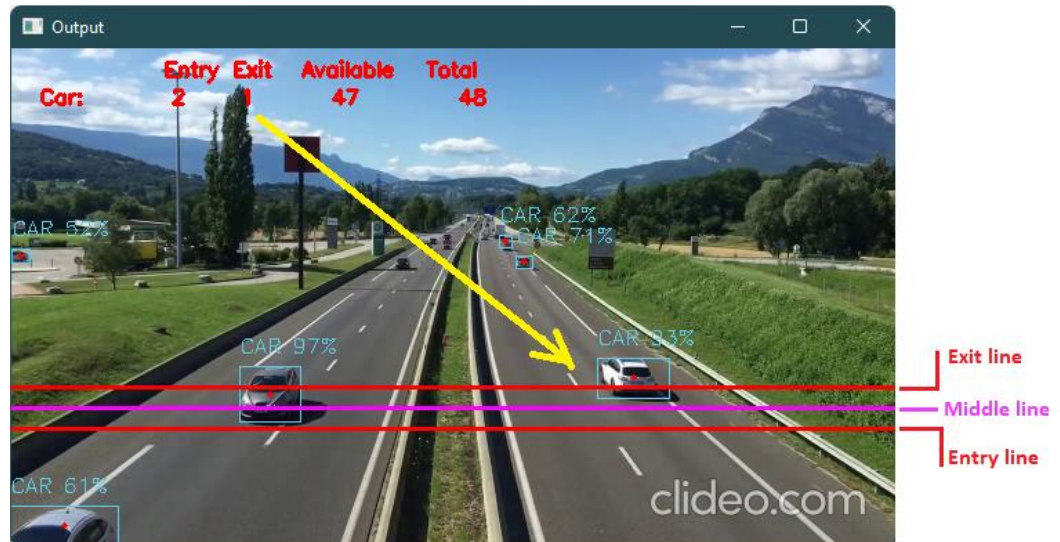 Output
Entry Exit Available Total
Car: 2 1 47 48
CAR 62%
CAR 71%
CAR 53%
CAR 97%
CAR 93%
Exit line
Middle line
Entry line
CAR 61%
clideo.com